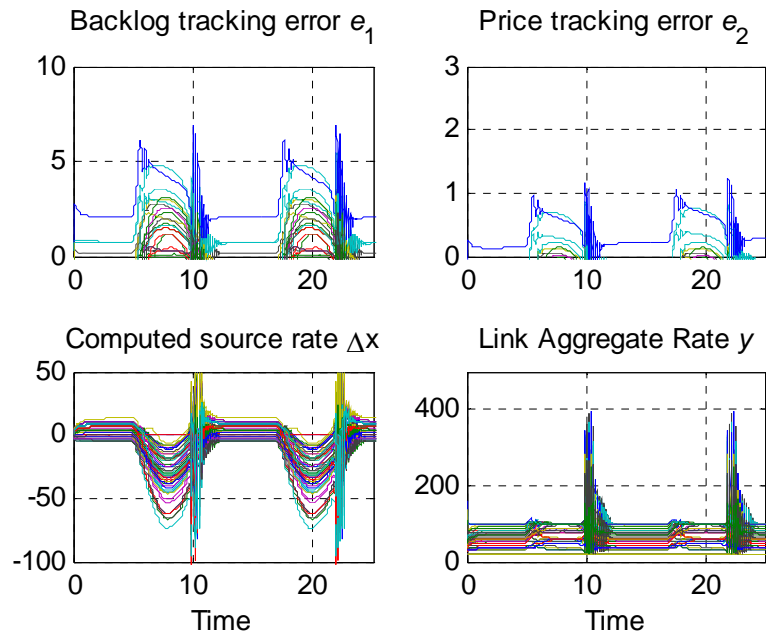 Backlog tracking error e1
10
5
0
0 10 20
Price tracking error e2
3
2
1
0
0 10 20
Computed source rate Δx
50
0
-50
-100
0 10 20
Time
Link Aggregate Rate y
400
200
0
0 10 20
Time